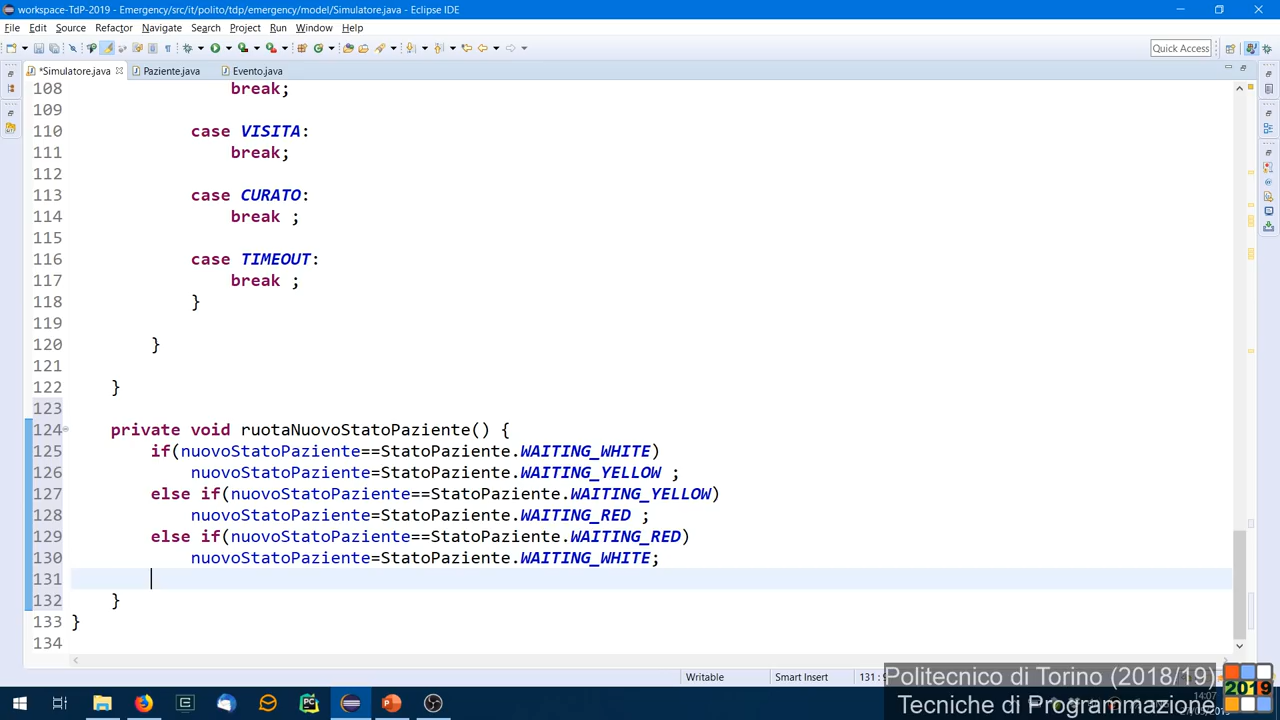 workspace-TdP-2019 - Emergency/src/it/polito/tdp/emergency/model/Simulatore.java - Eclipse IDE
File Edit Source Refactor Navigate Search Project Run Window Help
Quick Access
*Simulatore.java Paziente.java Evento.java
108 break;
109
110 case VISITA:
111 break;
112
113 case CURATO:
114 break ;
115
116 case TIMEOUT:
117 break ;
118 }
119
120 }
121
122 }
123
124 private void ruotaNuovoStatoPaziente() {
125 if(nuovoStatoPaziente==StatoPaziente.WAITING_WHITE)
126 nuovoStatoPaziente=StatoPaziente.WAITING_YELLOW ;
127 else if(nuovoStatoPaziente==StatoPaziente.WAITING_YELLOW)
128 nuovoStatoPaziente=StatoPaziente.WAITING_RED ;
129 else if(nuovoStatoPaziente==StatoPaziente.WAITING_RED)
130 nuovoStatoPaziente=StatoPaziente.WAITING_WHITE;
131
132 }
133 }
134
Writable Smart Insert 131
Politecnico di Torino (2018/19)
Tecniche di Programmazione
2019
14:07